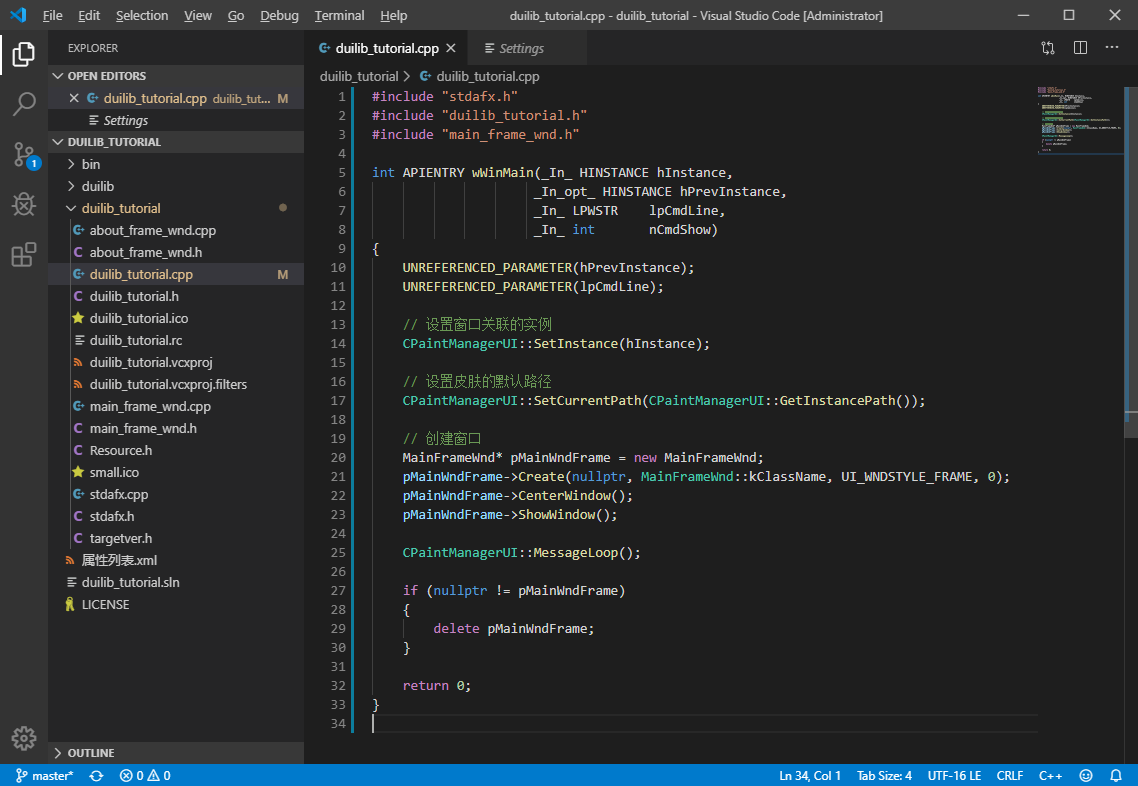 File Edit Selection View Go Debug Terminal Help duilib_tutorial.cpp - duilib_tutorial - Visual Studio Code [Administrator]
EXPLORER
OPEN EDITORS
duilib_tutorial.cpp duilib_tut... M
Settings
DUILIB_TUTORIAL
bin
duilib
duilib_tutorial
about_frame_wnd.cpp
about_frame_wnd.h
duilib_tutorial.cpp M
duilib_tutorial.h
duilib_tutorial.ico
duilib_tutorial.rc
duilib_tutorial.vcxproj
duilib_tutorial.vcxproj.filters
main_frame_wnd.cpp
main_frame_wnd.h
Resource.h
small.ico
stdafx.cpp
stdafx.h
targetver.h
属性列表.xml
duilib_tutorial.sln
LICENSE
OUTLINE
1
duilib_tutorial.cpp Settings
duilib_tutorial > duilib_tutorial.cpp
1 #include "stdafx.h"
2 #include "duilib_tutorial.h"
3 #include "main_frame_wnd.h"
4
5 int APIENTRY wWinMain(_In_ HINSTANCE hInstance,
6 _In_opt_ HINSTANCE hPrevInstance,
7 _In_ LPWSTR    lpCmdLine,
8 _In_ int       nCmdShow)
9 {
10     UNREFERENCED_PARAMETER(hPrevInstance);
11     UNREFERENCED_PARAMETER(lpCmdLine);
12
13     // 设置窗口关联的实例
14     CPaintManagerUI::SetInstance(hInstance);
15
16     // 设置皮肤的默认路径
17     CPaintManagerUI::SetCurrentPath(CPaintManagerUI::GetInstancePath());
18
19     // 创建窗口
20     MainFrameWnd* pMainWndFrame = new MainFrameWnd;
21     pMainWndFrame->Create(nullptr, MainFrameWnd::kClassName, UI_WNDSTYLE_FRAME, 0);
22     pMainWndFrame->CenterWindow();
23     pMainWndFrame->ShowWindow();
24
25     CPaintManagerUI::MessageLoop();
26
27     if (nullptr != pMainWndFrame)
28     {
29         delete pMainWndFrame;
30     }
31
32     return 0;
33 }
34
master* 0 0 Ln 34, Col 1 Tab Size: 4 UTF-16 LE CRLF C++